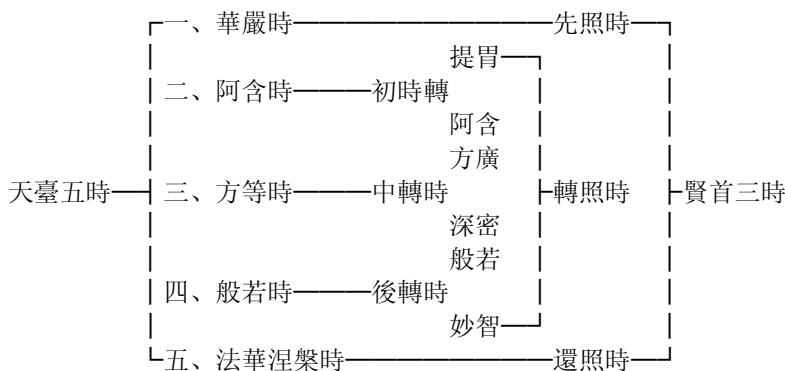 一、華嚴時 先照時
提胃
二、阿含時 初時轉
阿含
方廣
天臺五時 三、方等時 中轉時 轉照時 賢首三時
深密
般若
四、般若時 後轉時
妙智
五、法華涅槃時 還照時